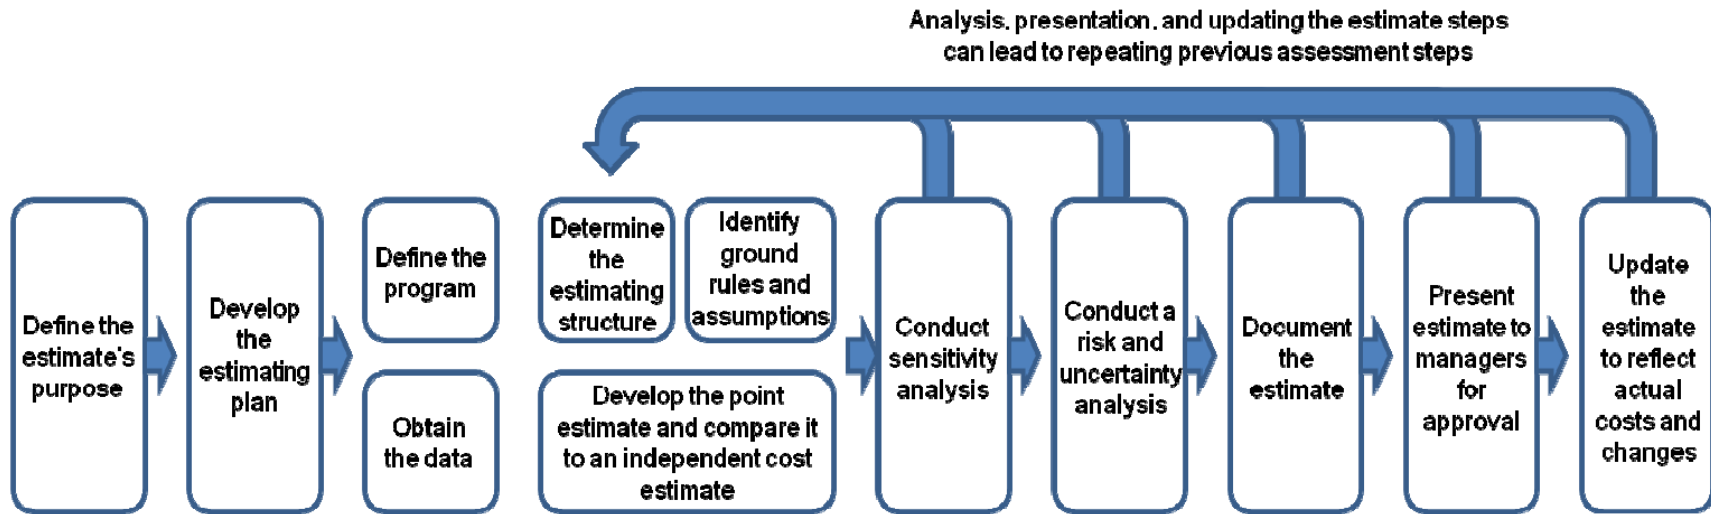 Analysis, presentation, and updating the estimate steps
can lead to repeating previous assessment steps
Define the
estimate's
purpose
Develop
the
estimating
plan
Define the
program
Obtain
the data
Determine
the
estimating
structure
Identify
ground
rules and
assumptions
Develop the point
estimate and compare it
to an independent cost
estimate
Conduct
sensitivity
analysis
Conduct a
risk and
uncertainty
analysis
Document
the
estimate
Present
estimate to
managers
for
approval
Update
the
estimate
to reflect
actual
costs and
changes